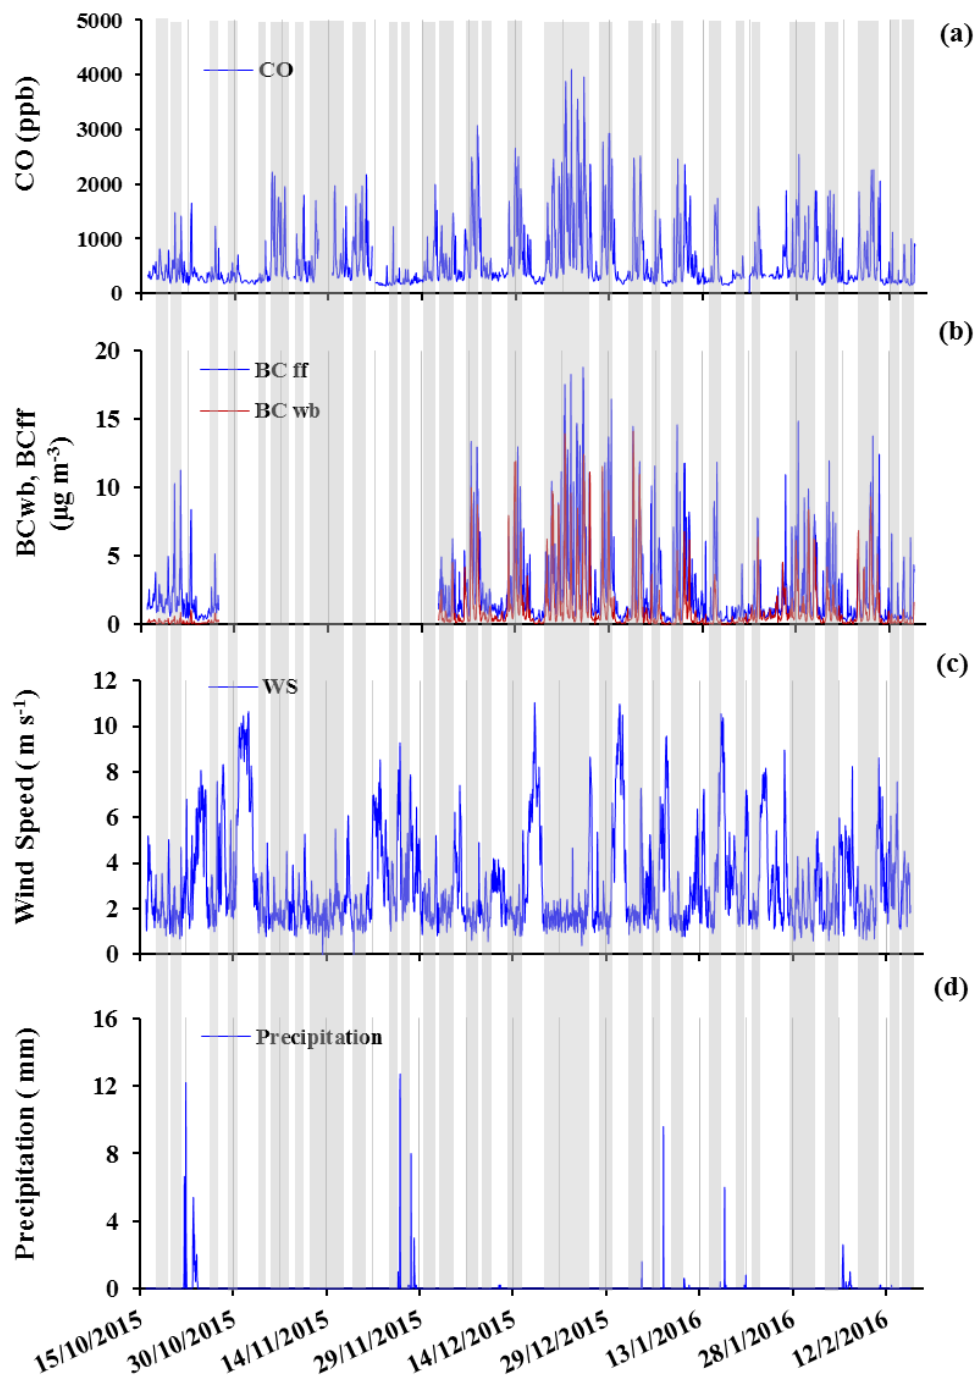 (a)
CO (ppb)
5000
4000
3000
2000
1000
0
CO
(b)
BCwb, BCff
(µg m-3)
20
15
10
5
0
BC ff
BC wb
(c)
Wind Speed ( m s-1)
12
10
8
6
4
2
0
WS
(d)
Precipitation ( mm)
16
12
8
4
0
Precipitation
15/10/2015
30/10/2015
14/11/2015
29/11/2015
14/12/2015
29/12/2015
13/1/2016
28/1/2016
12/2/2016